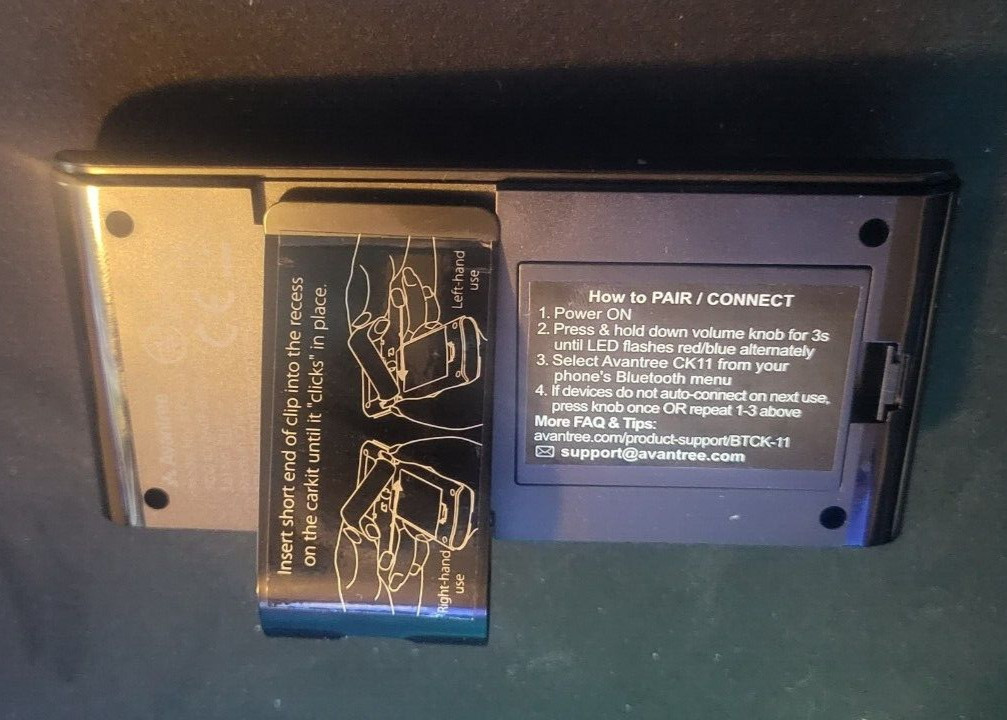 Avantree
CE
Insert short end of clip into the recess
on the carkit until it "clicks" in place.
Left-hand
use
Right-hand
use
How to PAIR / CONNECT
1. Power ON
2. Press & hold down volume knob for 3s
until LED flashes red/blue alternately
3. Select Avantree CK11 from your
phone's Bluetooth menu
4. If devices do not auto-connect on next use,
press knob once OR repeat 1-3 above
More FAQ & Tips:
avantree.com/product-support/BTCK-11
support@avantree.com